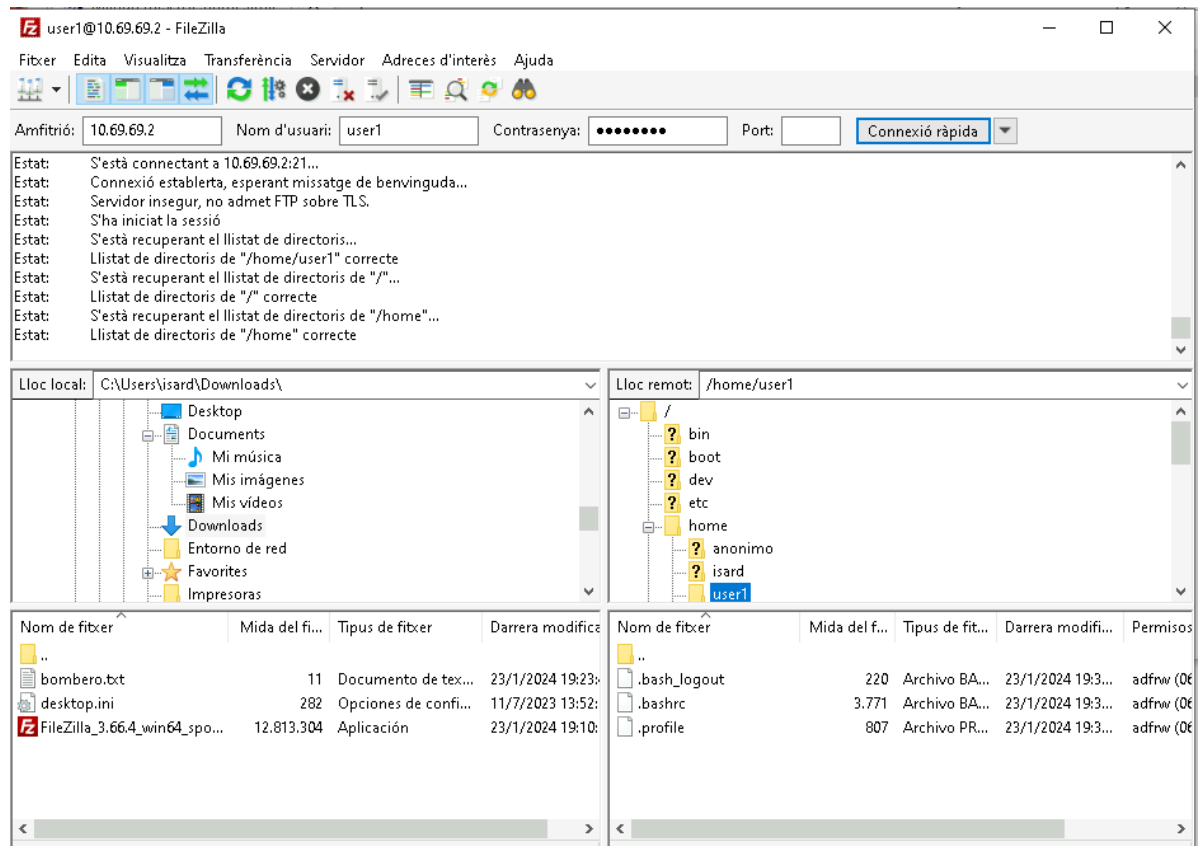 user1@10.69.69.2 - FileZilla
Fitxer Edita Visualitza Transferència Servidor Adreces d'interès Ajuda
Amfitrió: 10.69.69.2 Nom d'usuari: user1 Contrasenya: ●●●●●●●● Port: Connexió ràpida
Estat: S'està connectant a 10.69.69.2:21...
Estat: Connexió establerta, esperant missatge de benvinguda...
Estat: Servidor insegur, no admet FTP sobre TLS.
Estat: S'ha iniciat la sessió
Estat: S'està recuperant el llistat de directoris...
Estat: Llistat de directoris de "/home/user1" correcte
Estat: S'està recuperant el llistat de directoris de "/"...
Estat: Llistat de directoris de "/" correcte
Estat: S'està recuperant el llistat de directoris de "/home"...
Estat: Llistat de directoris de "/home" correcte
Lloc local: C:\Users\isard\Downloads\
Desktop
Documents
Mi música
Mis imágenes
Mis vídeos
Downloads
Entorno de red
Favorites
Impresoras
Lloc remot: /home/user1
/
? bin
? boot
? dev
? etc
home
? anonimo
? isard
user1
Nom de fitxer Mida del fi... Tipus de fitxer Darrera modifica
..
bombero.txt 11 Documento de tex... 23/1/2024 19:23:
desktop.ini 282 Opciones de confi... 11/7/2023 13:52:
FileZilla_3.66.4_win64_spo... 12.813.304 Aplicación 23/1/2024 19:10:
Nom de fitxer Mida del f... Tipus de fit... Darrera modifi... Permisos
..
.bash_logout 220 Archivo BA... 23/1/2024 19:3... adfrw (06
.bashrc 3.771 Archivo BA... 23/1/2024 19:3... adfrw (06
.profile 807 Archivo PR... 23/1/2024 19:3... adfrw (06